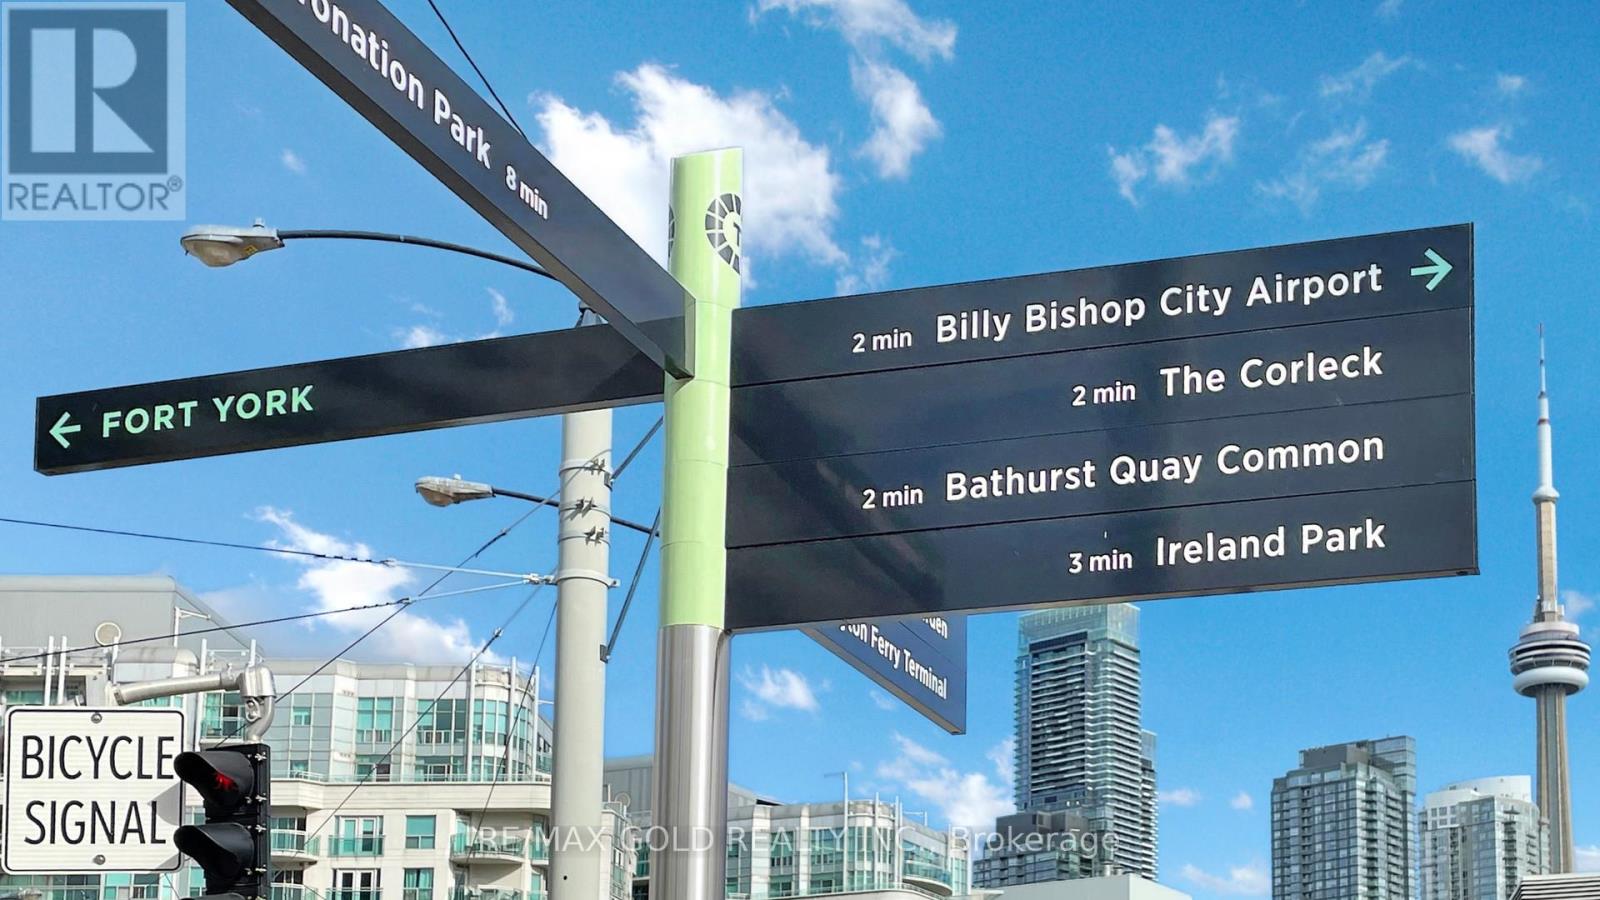 REALTOR®
onation Park 8 min
← FORT YORK
2 min Billy Bishop City Airport →
2 min The Corleck
2 min Bathurst Quay Common
3 min Ireland Park
Ferry Terminal
BICYCLE
SIGNAL
RE/MAX GOLD REALTY INC., Brokerage